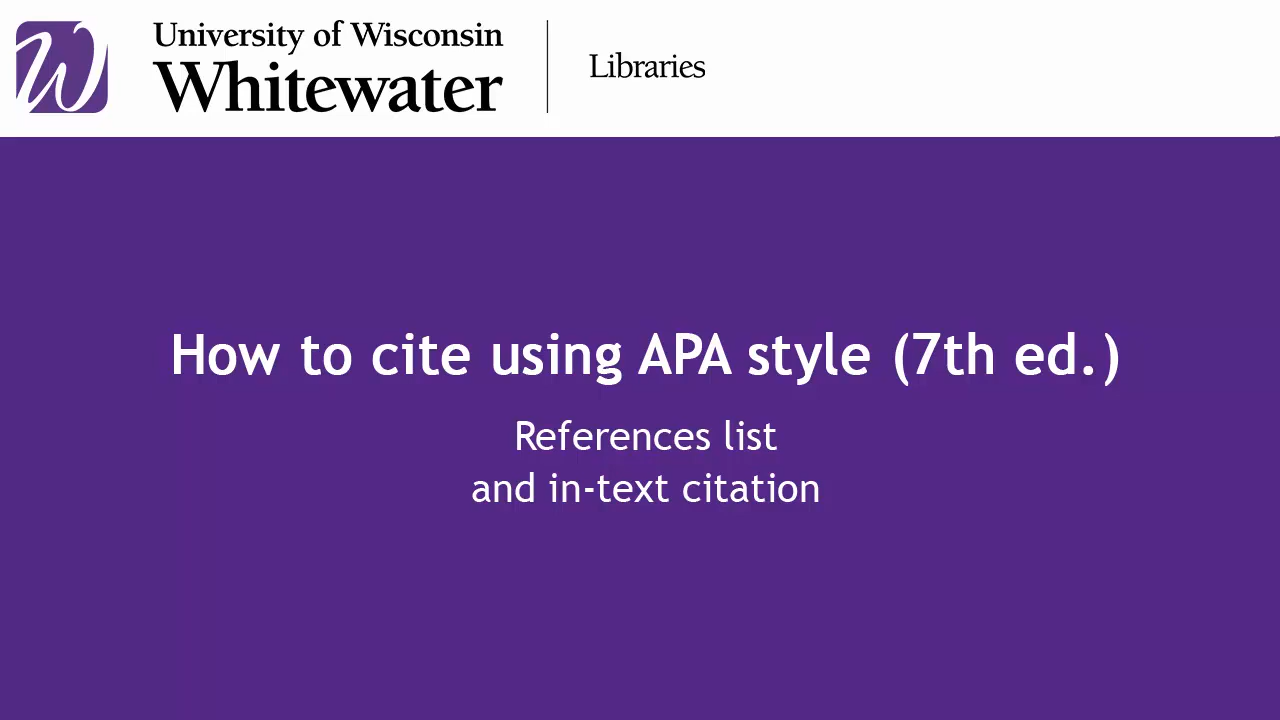 University of Wisconsin
Whitewater
Libraries
How to cite using APA style (7th ed.)
References list
and in-text citation